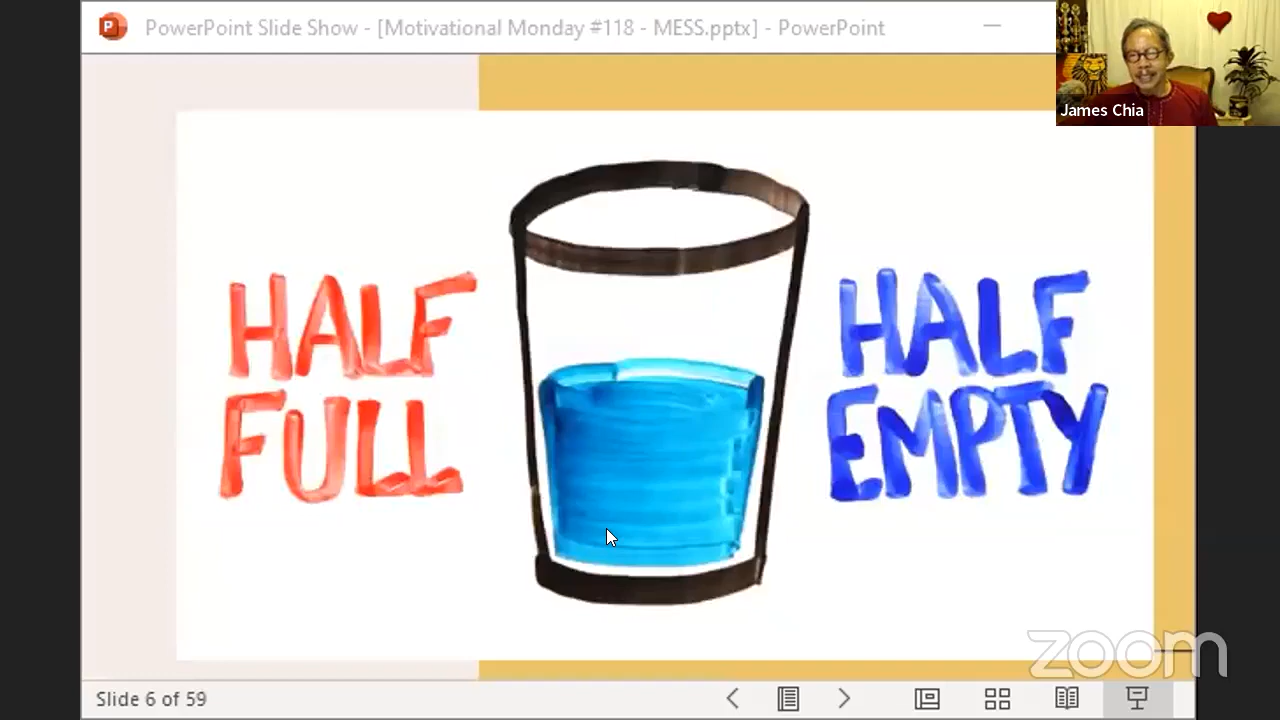 PowerPoint Slide Show - [Motivational Monday #118 - MESS.pptx] - PowerPoint
James Chia
HALF
FULL
HALF
EMPTY
zoom
Slide 6 of 59